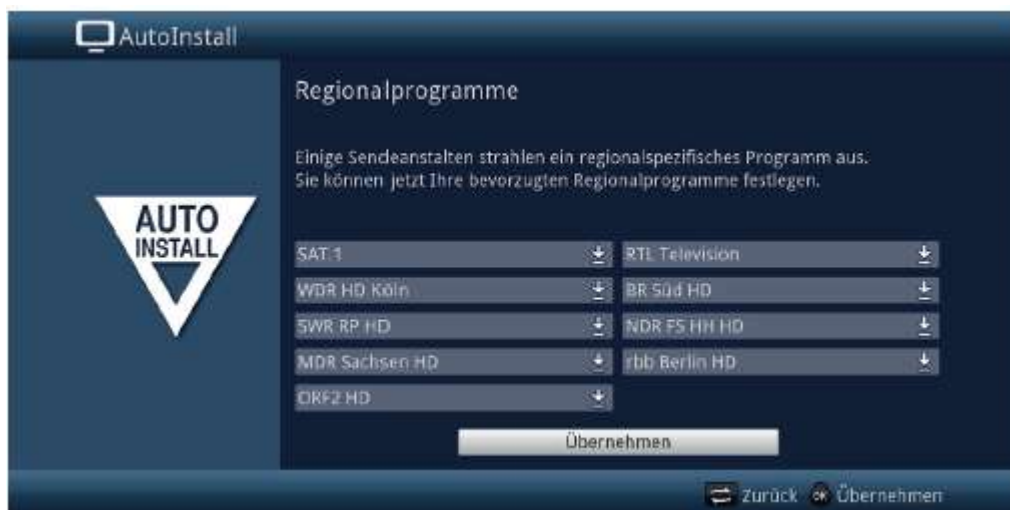 AutoInstall
Regionalprogramme
Einige Sendeanstalten strahlen ein regionalspezifisches Programm aus.
Sie können jetzt Ihre bevorzugten Regionalprogramme festlegen.
AUTO
INSTALL
SAT.1 RTL Television
WDR HD Köln BR Süd HD
SWR RP HD NDR FS HH HD
MDR Sachsen HD rbb Berlin HD
ORF2 HD
Übernehmen
Zurück OK Übernehmen